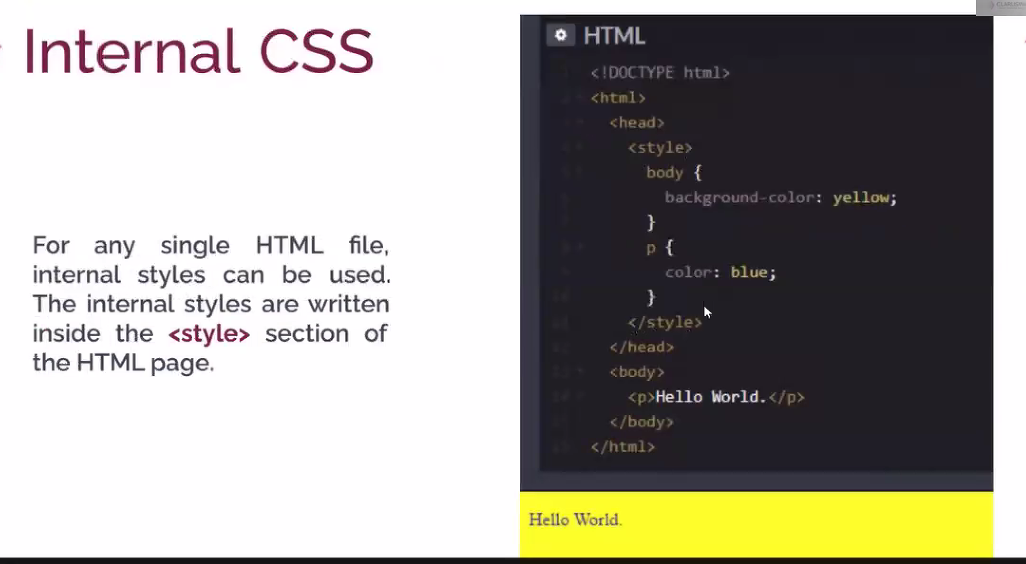 Internal CSS
For any single HTML file,
internal styles can be used.
The internal styles are written
inside the <style> section of
the HTML page.
HTML
<!DOCTYPE html>
<html>
<head>
<style>
body {
background-color: yellow;
}
p {
color: blue;
}
</style>
</head>
<body>
<p>Hello World.</p>
</body>
</html>
Hello World.